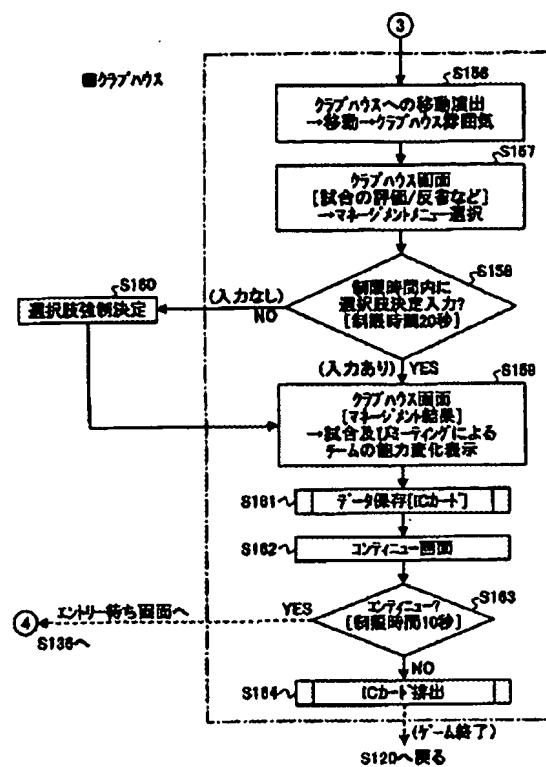 ③
■クラブハウス
S156
クラブハウスへの移動演出
→移動→クラブハウス雰囲気
S157
クラブハウス画面
[試合の評価/反省など]
→マネージメントメニュー選択
S158
制限時間内に
選択肢決定入力?
[制限時間20秒]
(入力なし)
NO
S160
選択肢強制決定
(入力あり) YES
S159
クラブハウス画面
[マネージメント結果]
→試合及びミーティングによる
チームの能力変化表示
S161
データ保存[ICカード]
S162
コンティニュー画面
S163
コンティニュー?
[制限時間10秒]
YES
エントリー待ち画面へ
④
S136へ
NO
S164
ICカード排出
(ゲーム終了)
S120へ戻る